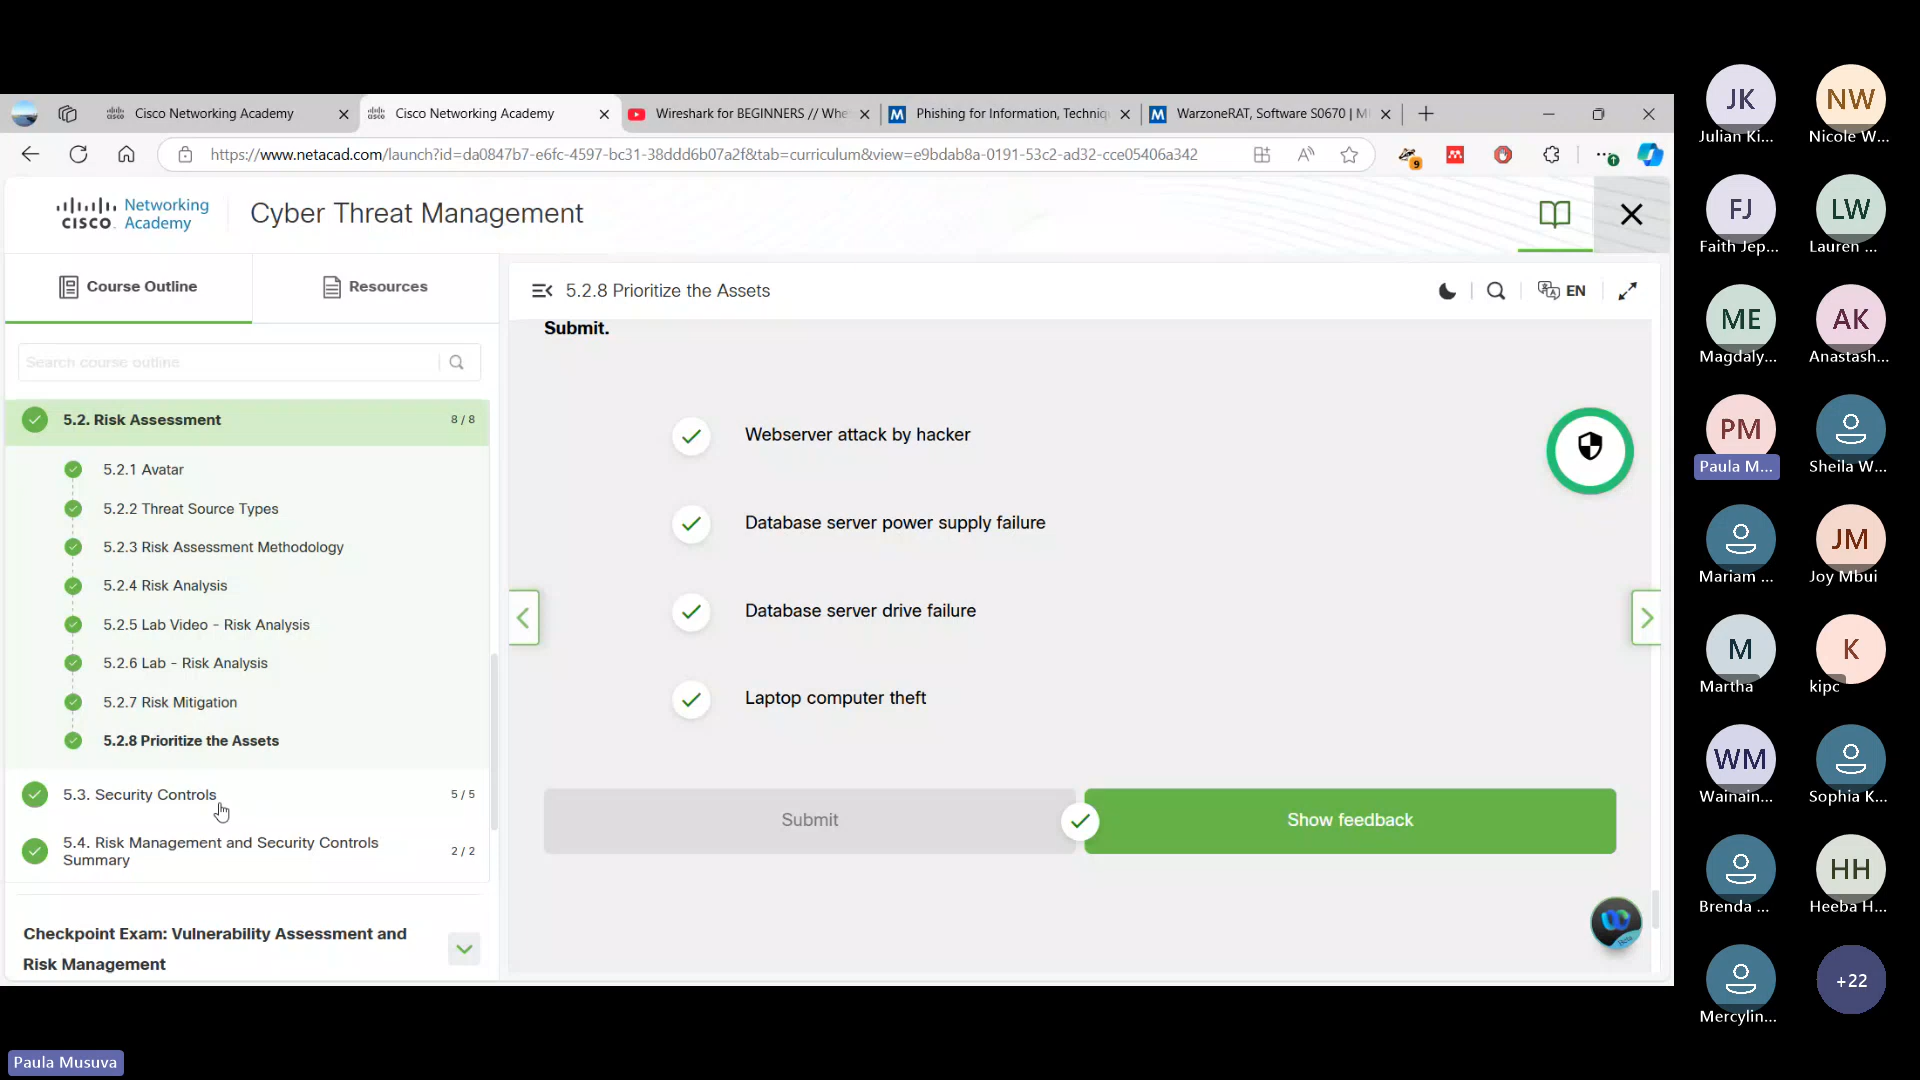 Cisco Networking Academy
Cisco Networking Academy
Wireshark for BEGINNERS // Whe
Phishing for Information, Techniq
WarzoneRAT, Software S0670 | M
https://www.netacad.com/launch?id=da0847b7-e6fc-4597-bc31-38ddd6b07a2f&tab=curriculum&view=e9bdab8a-0191-53c2-ad32-cce05406a342
9
CISCO
Networking
Academy
Cyber Threat Management
Course Outline
Resources
Search course outline
5.2. Risk Assessment
8 / 8
5.2.1 Avatar
5.2.2 Threat Source Types
5.2.3 Risk Assessment Methodology
5.2.4 Risk Analysis
5.2.5 Lab Video - Risk Analysis
5.2.6 Lab - Risk Analysis
5.2.7 Risk Mitigation
5.2.8 Prioritize the Assets
5.3. Security Controls
5 / 5
5.4. Risk Management and Security Controls
Summary
2 / 2
Checkpoint Exam: Vulnerability Assessment and
Risk Management
5.2.8 Prioritize the Assets
EN
Submit.
Webserver attack by hacker
Database server power supply failure
Database server drive failure
Laptop computer theft
Submit
Show feedback
Beta
JK
Julian Ki...
NW
Nicole W...
FJ
Faith Jep...
LW
Lauren ...
ME
Magdaly...
AK
Anastash...
PM
Paula M...
Sheila W...
Mariam ...
JM
Joy Mbui
M
Martha
K
kipc
WM
Wainain...
Sophia K...
Brenda ...
HH
Heeba H...
Mercylin...
+22
Paula Musuva